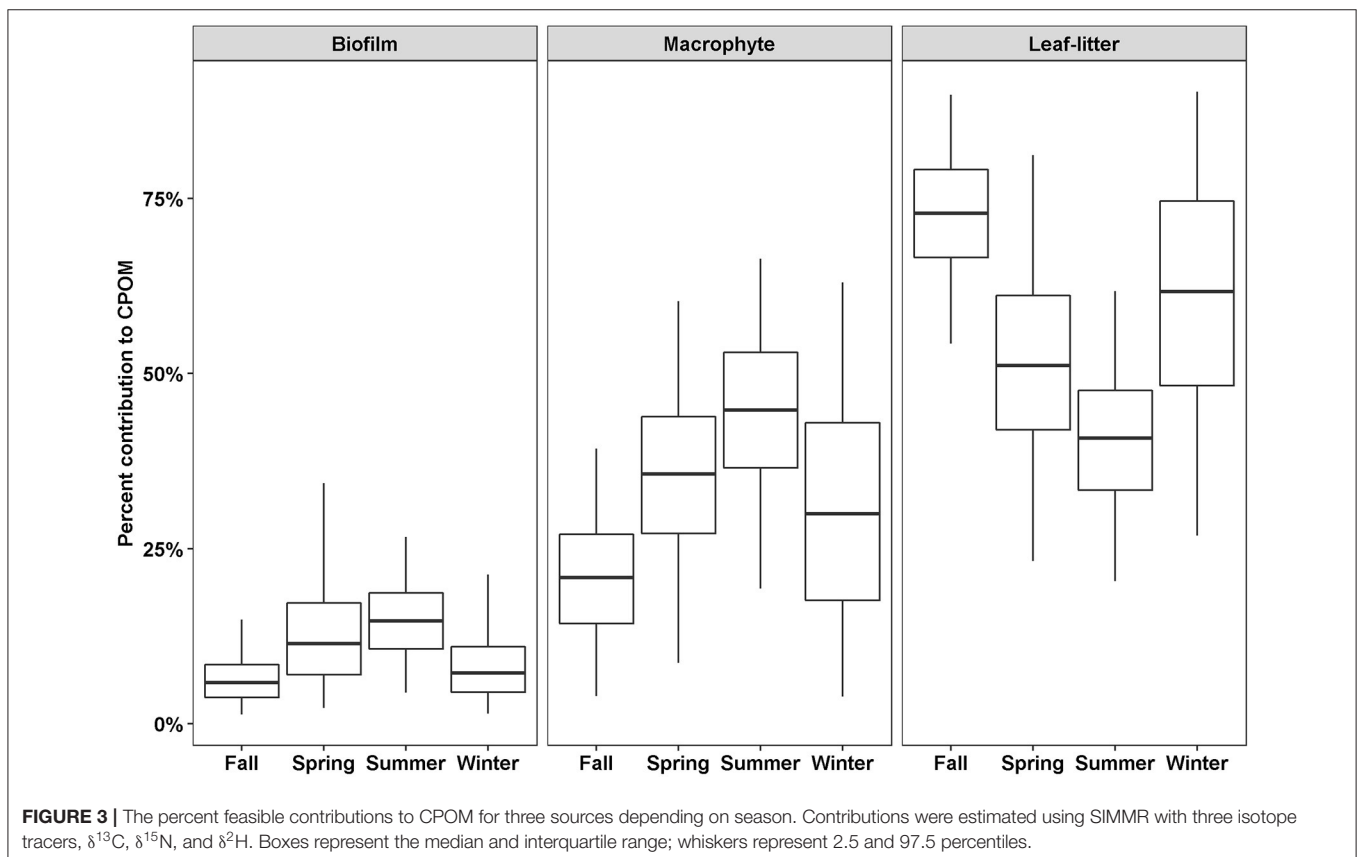 Biofilm
Macrophyte
Leaf-litter
Percent contribution to CPOM
75%
50%
25%
0%
Fall Spring Summer Winter
Fall Spring Summer Winter
Fall Spring Summer Winter
FIGURE 3 | The percent feasible contributions to CPOM for three sources depending on season. Contributions were estimated using SIMMR with three isotope
tracers, δ¹³C, δ¹⁵N, and δ²H. Boxes represent the median and interquartile range; whiskers represent 2.5 and 97.5 percentiles.